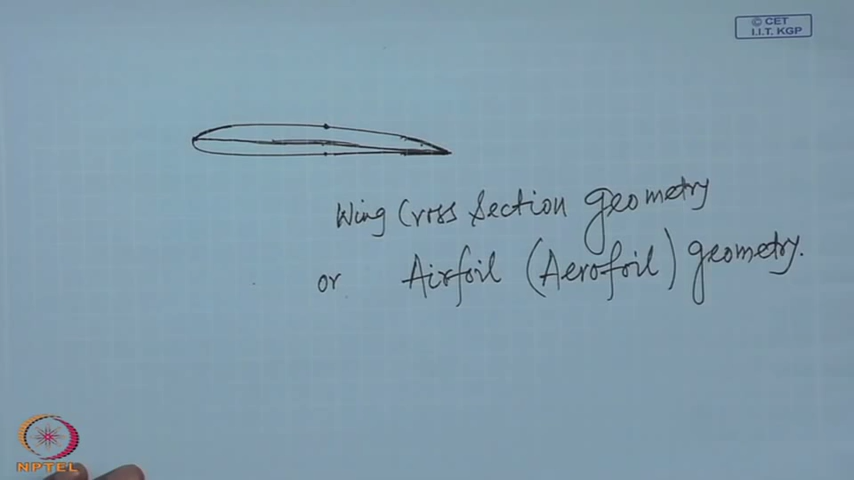 © CET
I.I.T. KGP
Wing Cross Section geometry
or Airfoil (Aerofoil) geometry.
NPTEL